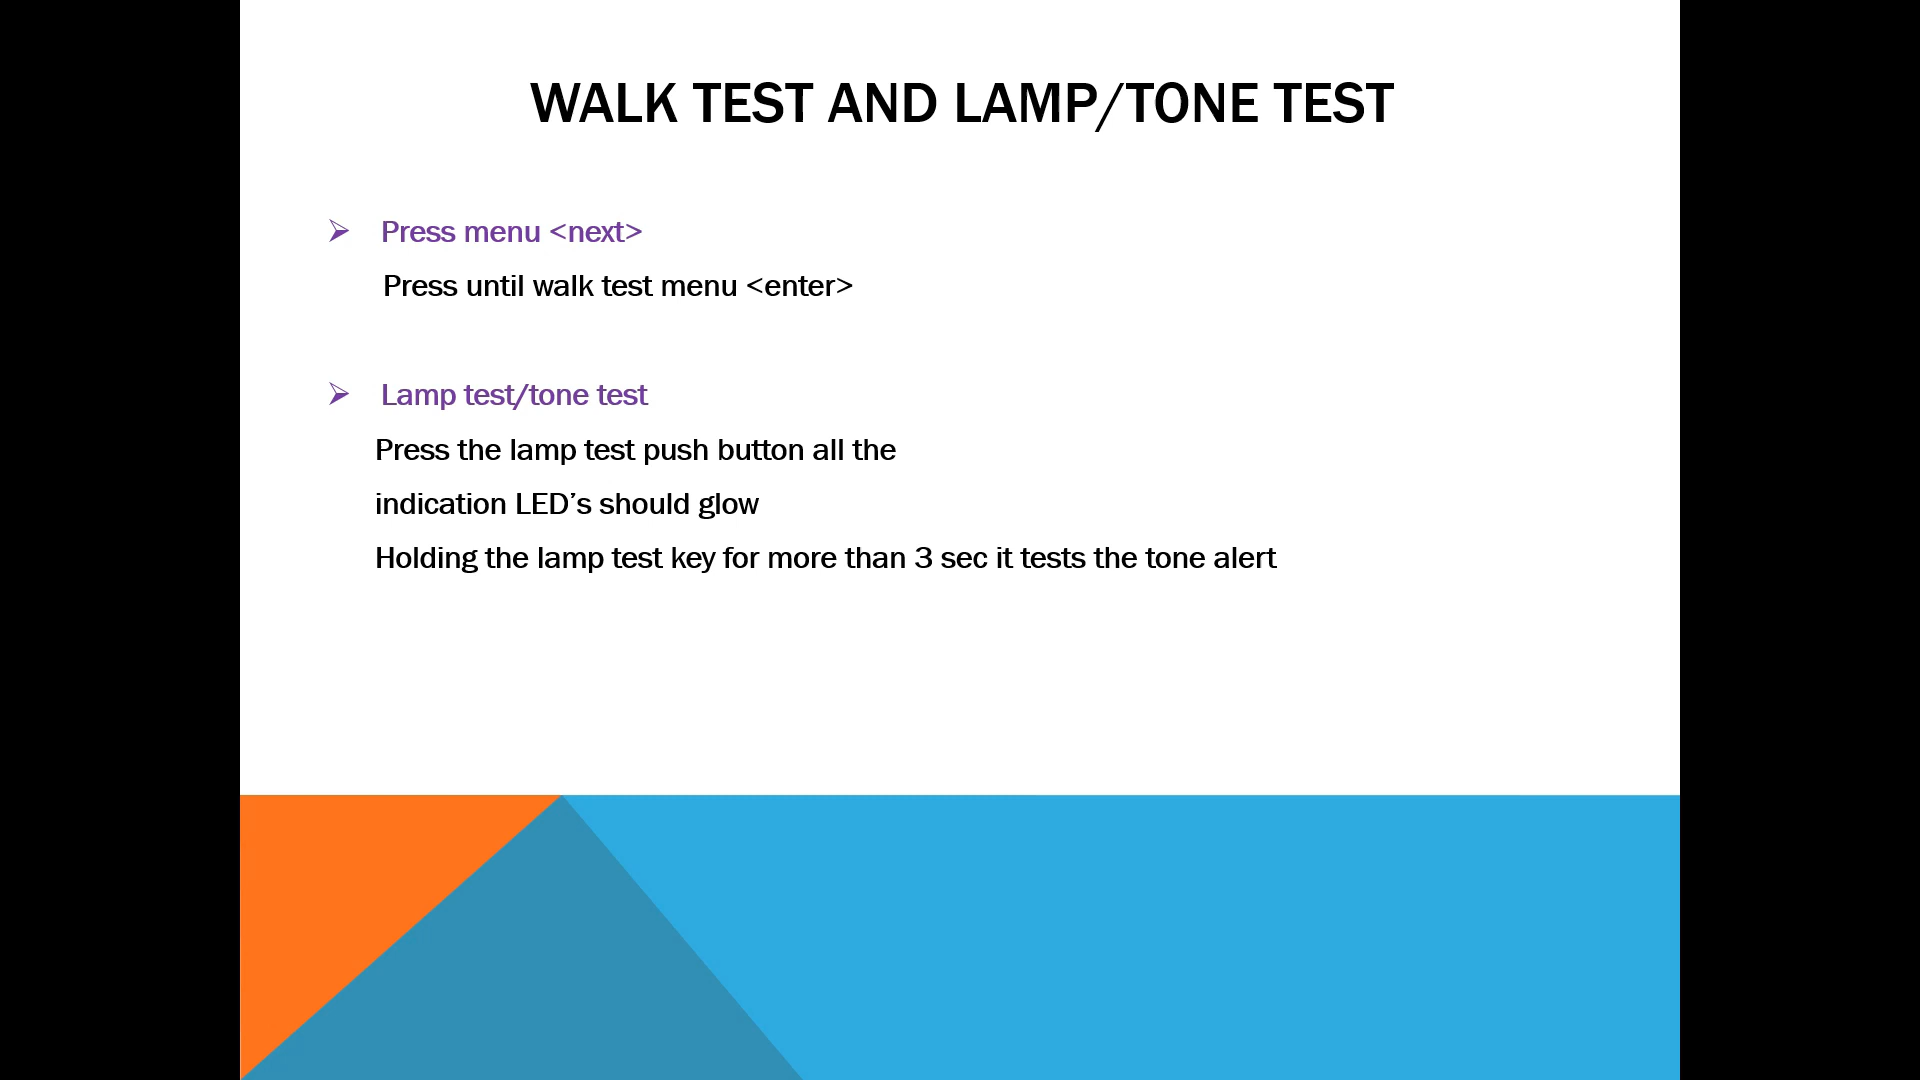 WALK TEST AND LAMP/TONE TEST
Press menu <next>
Press until walk test menu <enter>
Lamp test/tone test
Press the lamp test push button all the
indication LED’s should glow
Holding the lamp test key for more than 3 sec it tests the tone alert